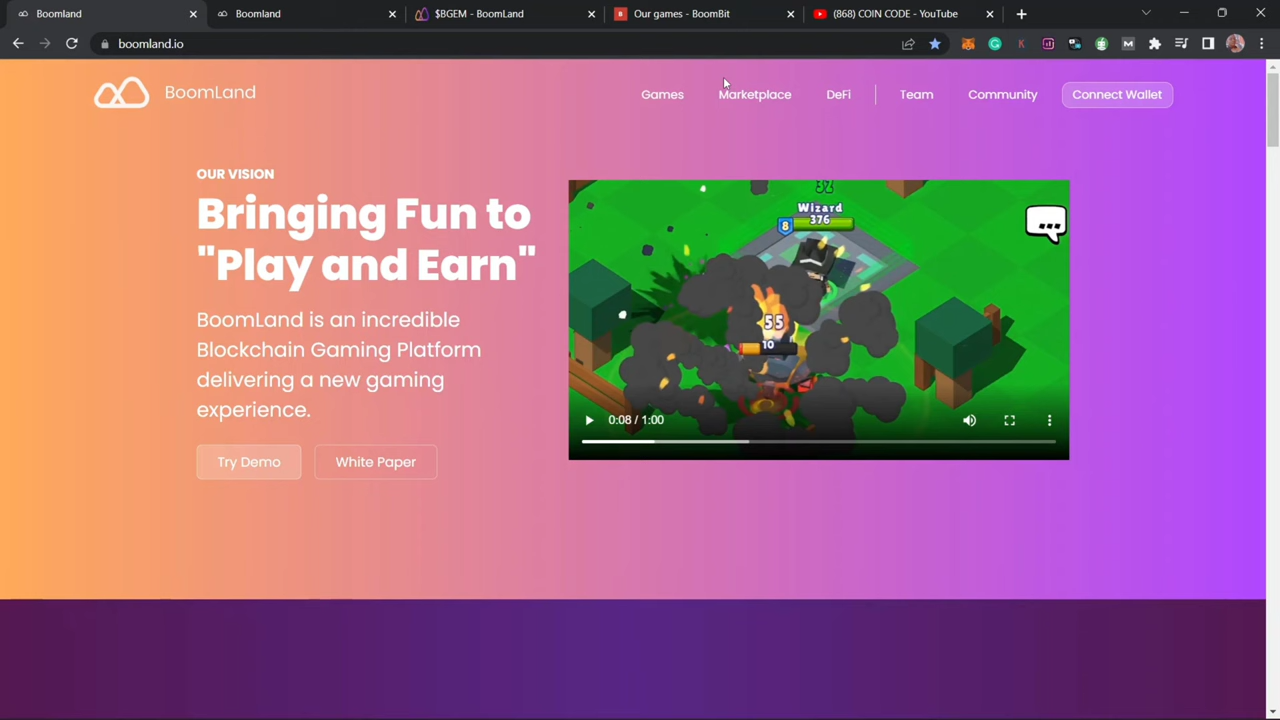 Boomland
Boomland
$BGEM - BoomLand
Our games - BoomBit
(868) COIN CODE - YouTube
boomland.io
BoomLand
Games
Marketplace
DeFi
Team
Community
Connect Wallet
OUR VISION
Bringing Fun to
"Play and Earn"
BoomLand is an incredible
Blockchain Gaming Platform
delivering a new gaming
experience.
Try Demo
White Paper
32
Wizard
376
8
55
10
0:08 / 1:00